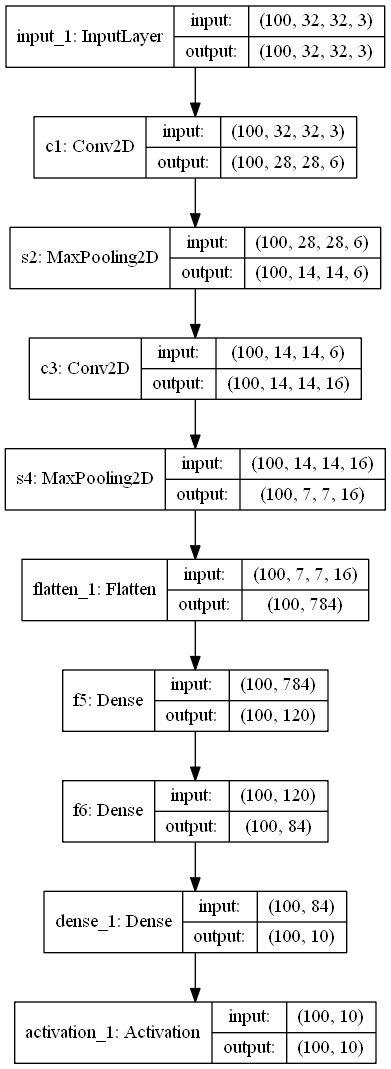 input_1: InputLayer input: (100, 32, 32, 3)
output: (100, 32, 32, 3)
c1: Conv2D input: (100, 32, 32, 3)
output: (100, 28, 28, 6)
s2: MaxPooling2D input: (100, 28, 28, 6)
output: (100, 14, 14, 6)
c3: Conv2D input: (100, 14, 14, 6)
output: (100, 14, 14, 16)
s4: MaxPooling2D input: (100, 14, 14, 16)
output: (100, 7, 7, 16)
flatten_1: Flatten input: (100, 7, 7, 16)
output: (100, 784)
f5: Dense input: (100, 784)
output: (100, 120)
f6: Dense input: (100, 120)
output: (100, 84)
dense_1: Dense input: (100, 84)
output: (100, 10)
activation_1: Activation input: (100, 10)
output: (100, 10)